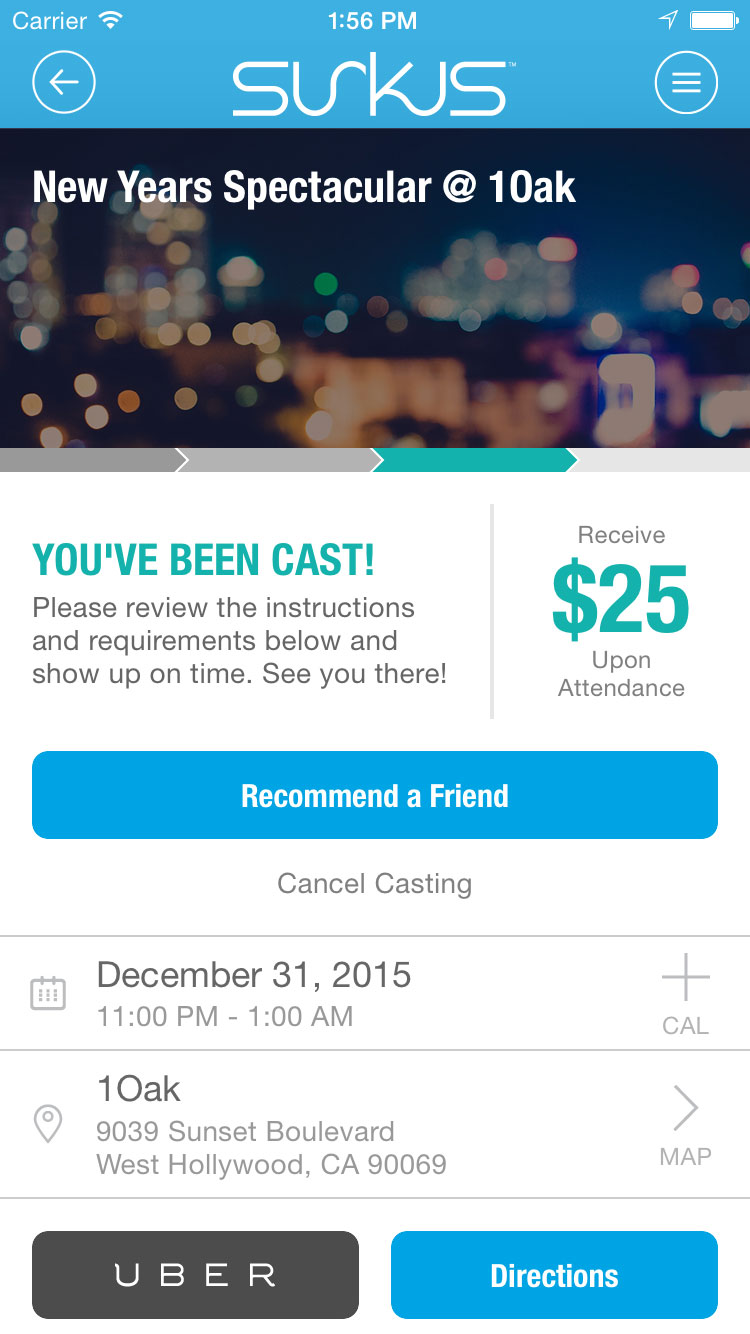 Carrier 1:56 PM
SURKUS™
New Years Spectacular @ 10ak
YOU'VE BEEN CAST!
Please review the instructions
and requirements below and
show up on time. See you there!
Receive
$25
Upon
Attendance
Recommend a Friend
Cancel Casting
December 31, 2015
11:00 PM - 1:00 AM
CAL
1Oak
9039 Sunset Boulevard
West Hollywood, CA 90069
MAP
UBER
Directions